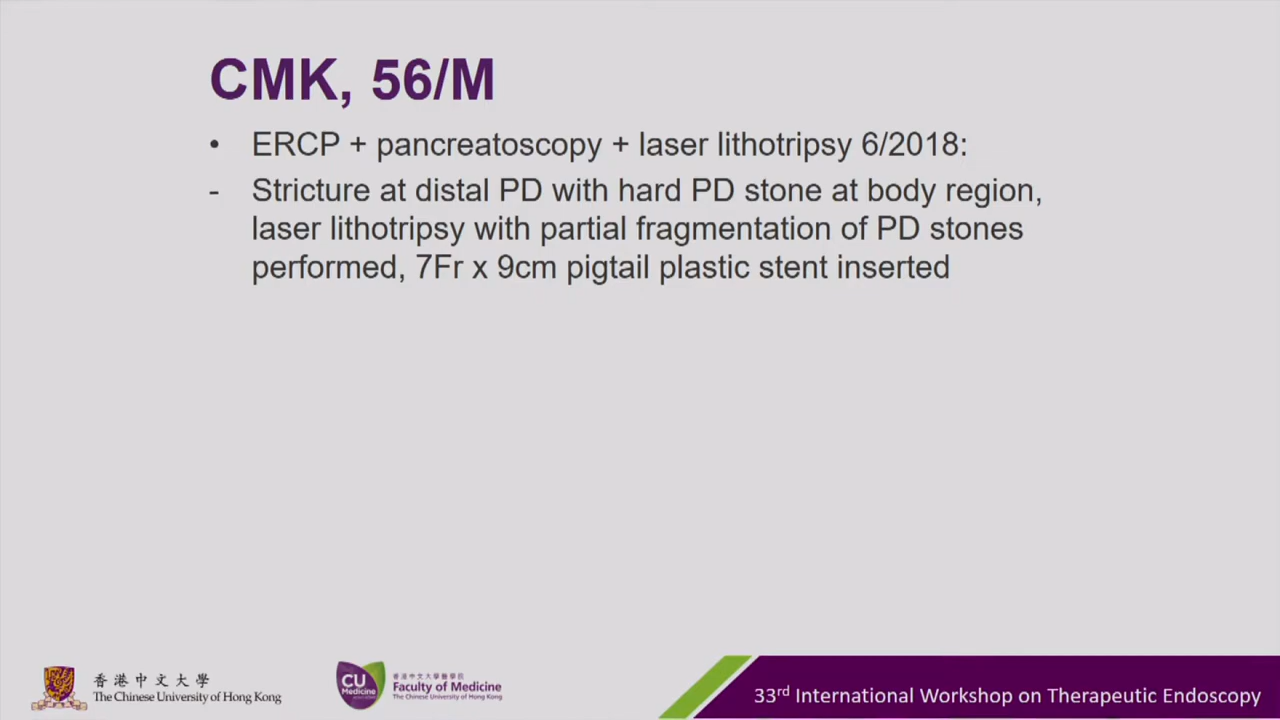 CMK, 56/M
• ERCP + pancreatoscopy + laser lithotripsy 6/2018:
- Stricture at distal PD with hard PD stone at body region,
laser lithotripsy with partial fragmentation of PD stones
performed, 7Fr x 9cm pigtail plastic stent inserted
香港中文大學
The Chinese University of Hong Kong
CU
Medicine
香港中文大學醫學院
Faculty of Medicine
The Chinese University of Hong Kong
33rd International Workshop on Therapeutic Endoscopy